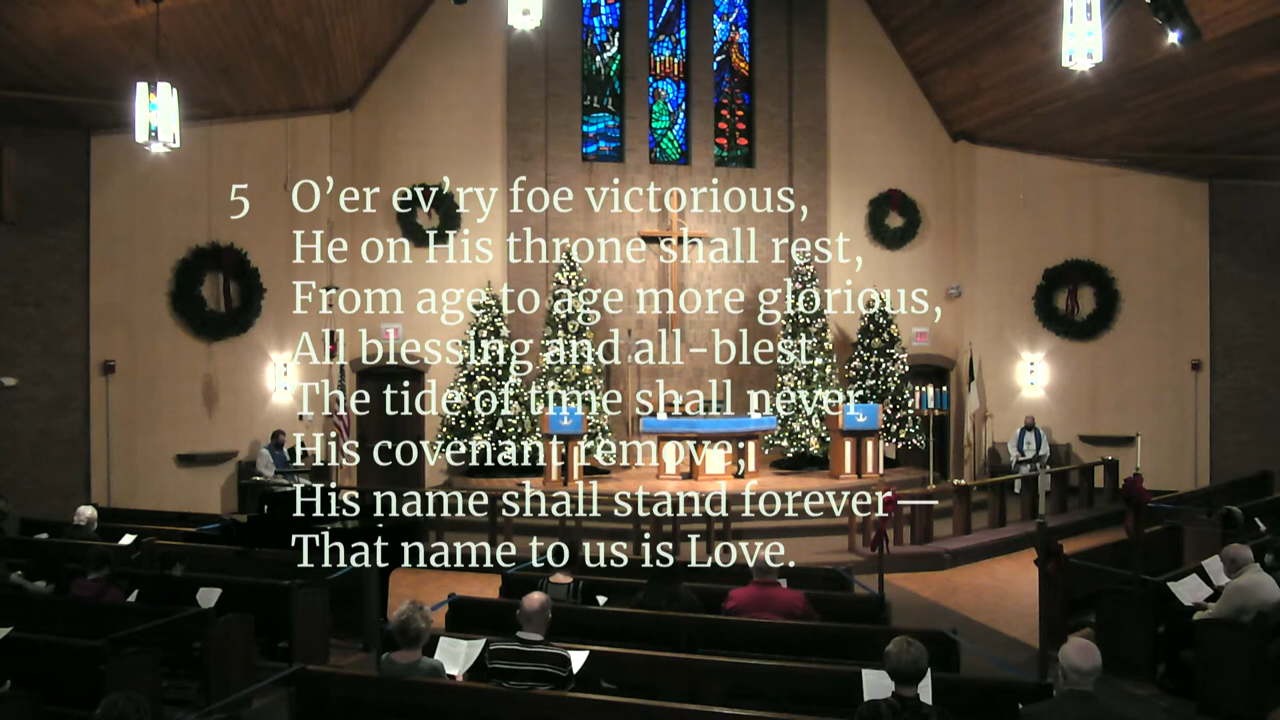 5 O’er ev’ry foe victorious,
He on His throne shall rest,
From age to age more glorious,
All blessing and all-blest.
The tide of time shall never
His covenant remove;
His name shall stand forever—
That name to us is Love.